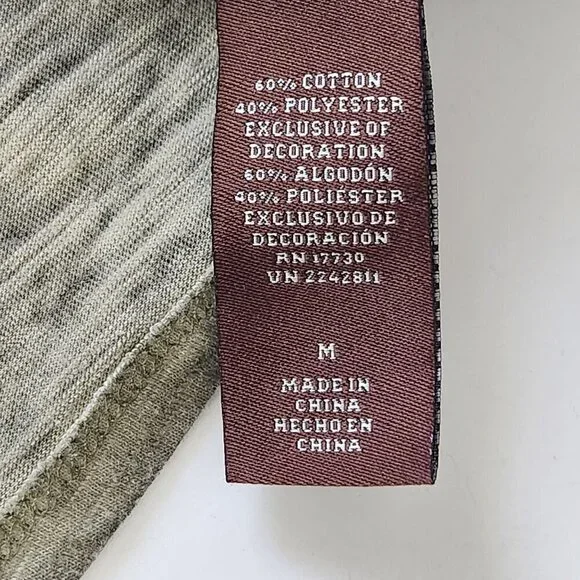 60% COTTON
40% POLYESTER
EXCLUSIVE OF
DECORATION
60% ALGODÓN
40% POLIÉSTER
EXCLUSIVO DE
DECORACIÓN
RN 17730
UN 2242811
M
MADE IN
CHINA
HECHO EN
CHINA